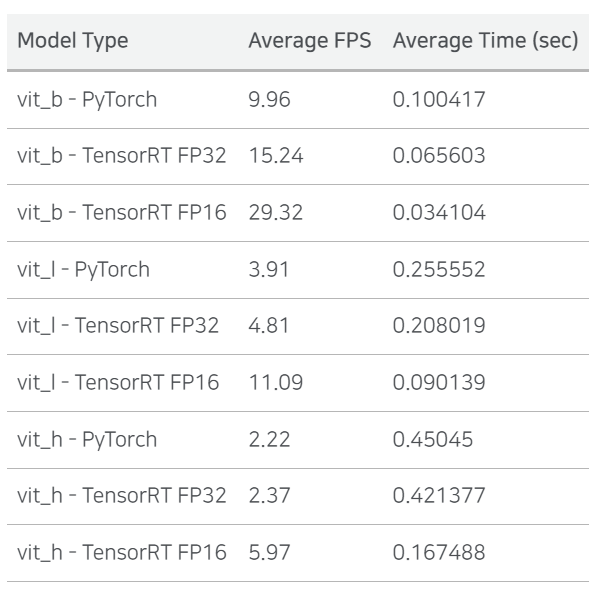 Model Type Average FPS Average Time (sec)
vit_b - PyTorch 9.96 0.100417
vit_b - TensorRT FP32 15.24 0.065603
vit_b - TensorRT FP16 29.32 0.034104
vit_l - PyTorch 3.91 0.255552
vit_l - TensorRT FP32 4.81 0.208019
vit_l - TensorRT FP16 11.09 0.090139
vit_h - PyTorch 2.22 0.45045
vit_h - TensorRT FP32 2.37 0.421377
vit_h - TensorRT FP16 5.97 0.167488